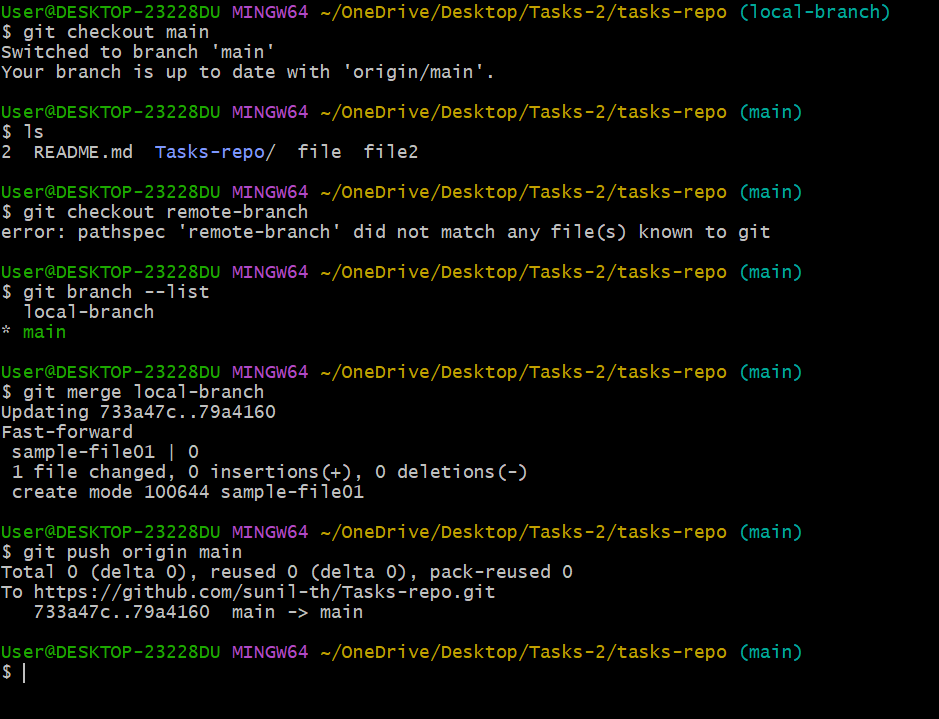 User@DESKTOP-23228DU MINGW64 ~/OneDrive/Desktop/Tasks-2/tasks-repo (local-branch)
$ git checkout main
Switched to branch 'main'
Your branch is up to date with 'origin/main'.
User@DESKTOP-23228DU MINGW64 ~/OneDrive/Desktop/Tasks-2/tasks-repo (main)
$ ls
2  README.md  Tasks-repo/  file  file2
User@DESKTOP-23228DU MINGW64 ~/OneDrive/Desktop/Tasks-2/tasks-repo (main)
$ git checkout remote-branch
error: pathspec 'remote-branch' did not match any file(s) known to git
User@DESKTOP-23228DU MINGW64 ~/OneDrive/Desktop/Tasks-2/tasks-repo (main)
$ git branch --list
  local-branch
* main
User@DESKTOP-23228DU MINGW64 ~/OneDrive/Desktop/Tasks-2/tasks-repo (main)
$ git merge local-branch
Updating 733a47c..79a4160
Fast-forward
 sample-file01 | 0
 1 file changed, 0 insertions(+), 0 deletions(-)
 create mode 100644 sample-file01
User@DESKTOP-23228DU MINGW64 ~/OneDrive/Desktop/Tasks-2/tasks-repo (main)
$ git push origin main
Total 0 (delta 0), reused 0 (delta 0), pack-reused 0
To https://github.com/sunil-th/Tasks-repo.git
   733a47c..79a4160  main -> main
User@DESKTOP-23228DU MINGW64 ~/OneDrive/Desktop/Tasks-2/tasks-repo (main)
$